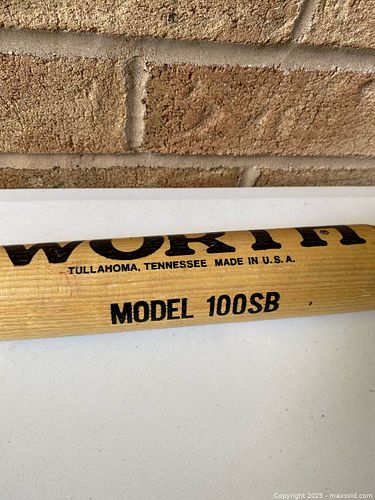 WORTH®
TULLAHOMA, TENNESSEE MADE IN U.S.A.
MODEL 100SB
Copyright 2025 - maxsold.com